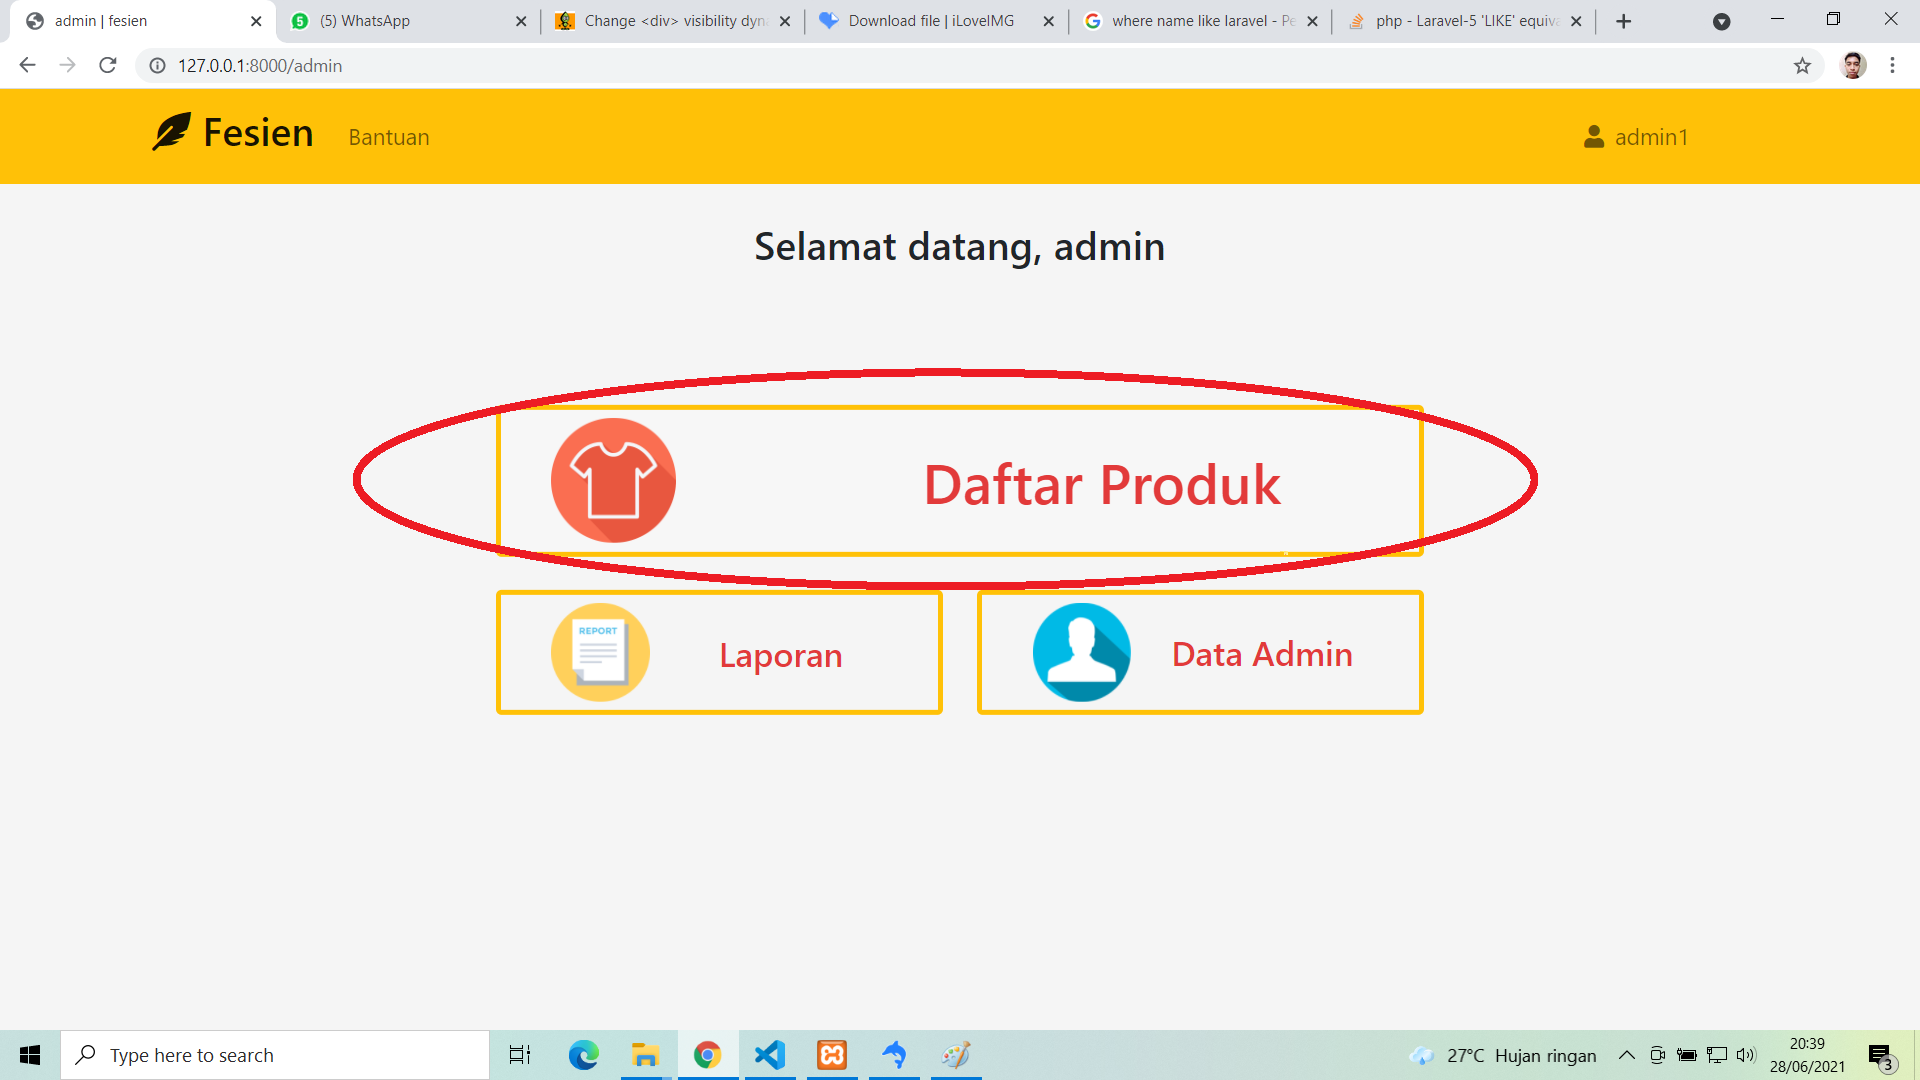 admin | fesien
(5) WhatsApp
Change <div> visibility dyn
Download file | iLoveIMG
where name like laravel - Pe
php - Laravel-5 'LIKE' equiva
127.0.0.1:8000/admin
Fesien
Bantuan
admin1
Selamat datang, admin
Daftar Produk
REPORT
Laporan
Data Admin
Type here to search
27°C Hujan ringan
20:39
28/06/2021
3